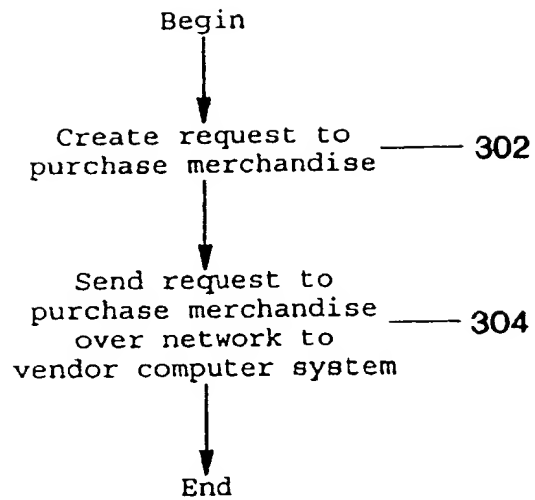 Begin
Create request to
purchase merchandise
302
Send request to
purchase merchandise
over network to
vendor computer system
304
End